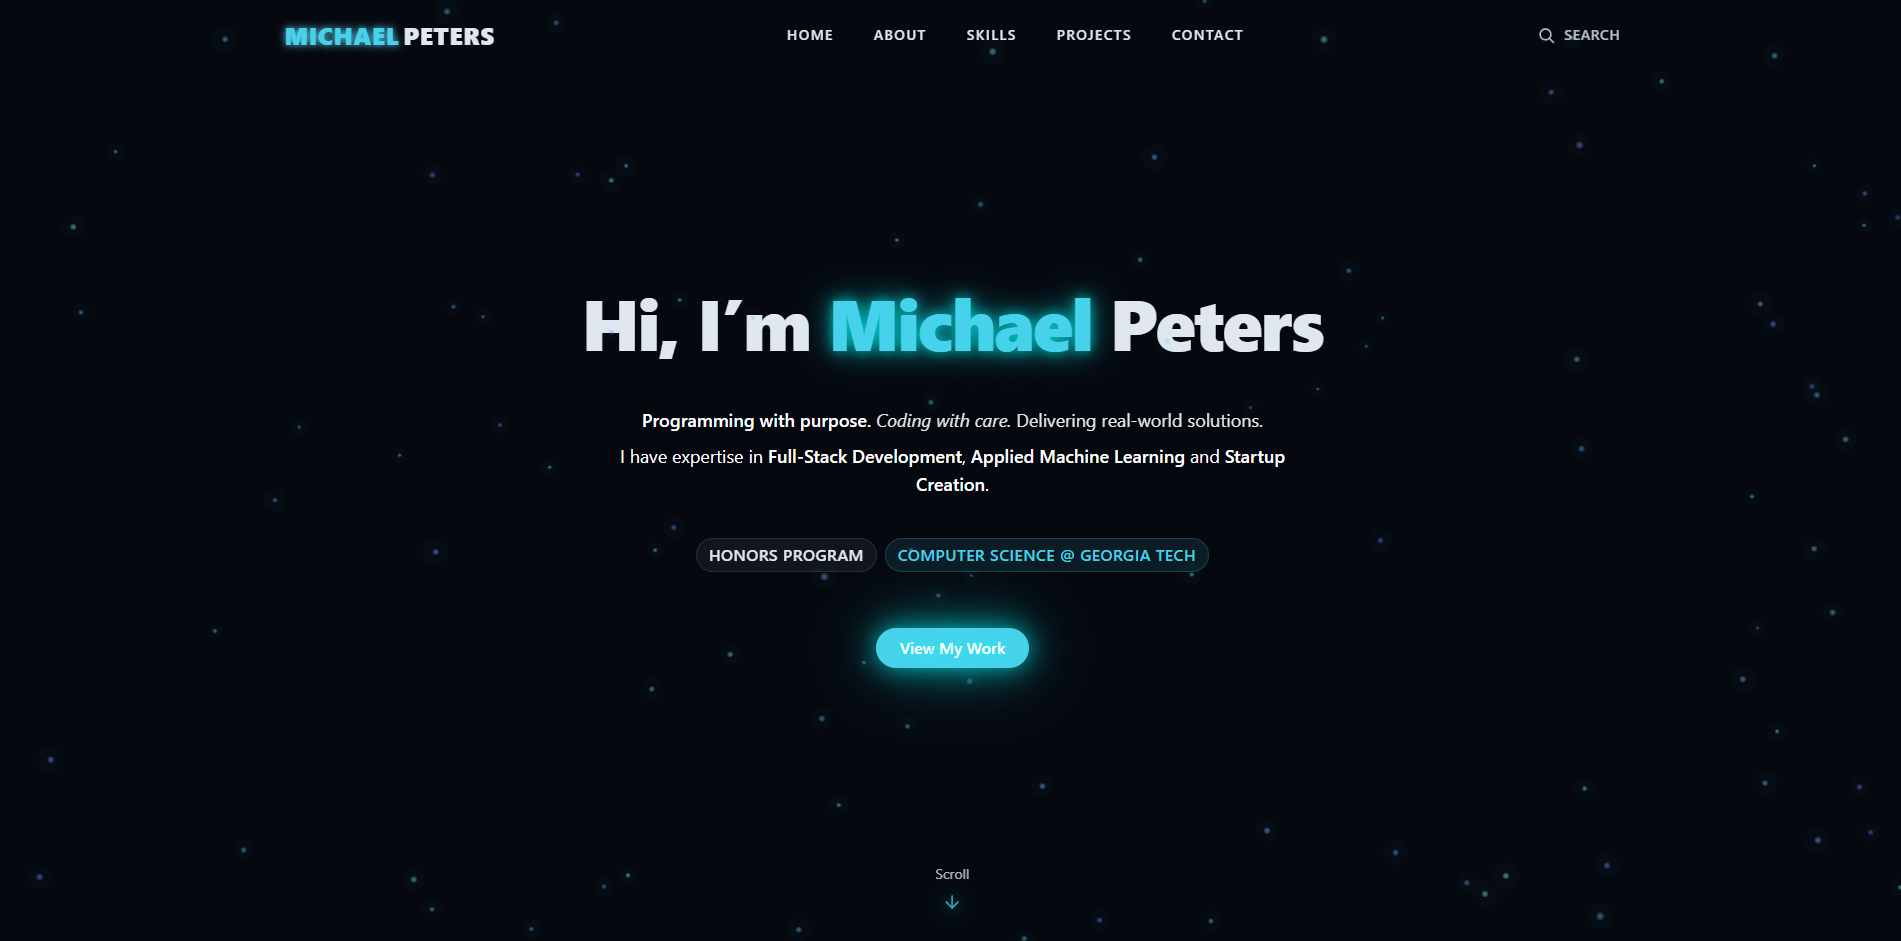 MICHAEL PETERS
HOME ABOUT SKILLS PROJECTS CONTACT
SEARCH
Hi, I´m Michael Peters
Programming with purpose. Coding with care. Delivering real-world solutions.
I have expertise in Full-Stack Development, Applied Machine Learning and Startup
Creation.
HONORS PROGRAM
COMPUTER SCIENCE @ GEORGIA TECH
View My Work
Scroll